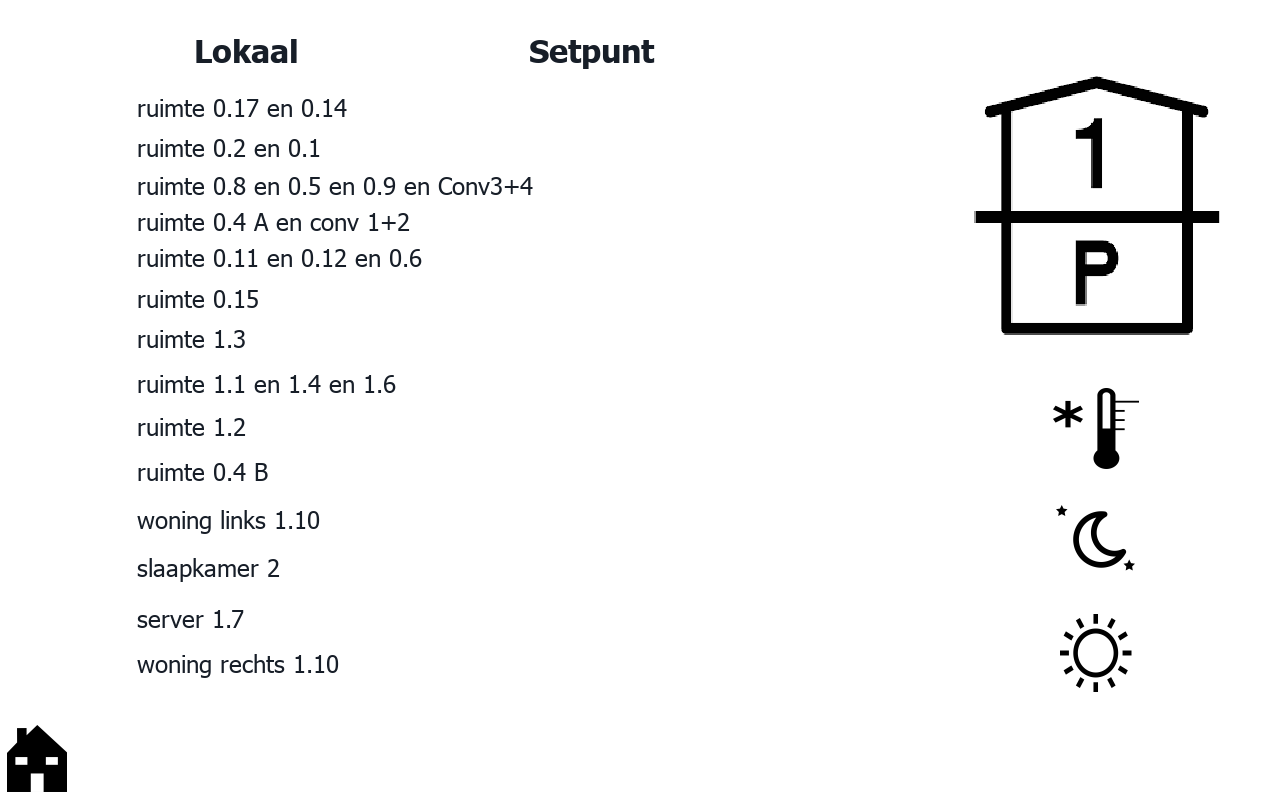 Lokaal Setpunt
ruimte 0.17 en 0.14
ruimte 0.2 en 0.1
ruimte 0.8 en 0.5 en 0.9 en Conv3+4
ruimte 0.4 A en conv 1+2
ruimte 0.11 en 0.12 en 0.6
ruimte 0.15
ruimte 1.3
ruimte 1.1 en 1.4 en 1.6
ruimte 1.2
ruimte 0.4 B
woning links 1.10
slaapkamer 2
server 1.7
woning rechts 1.10
1
P
*